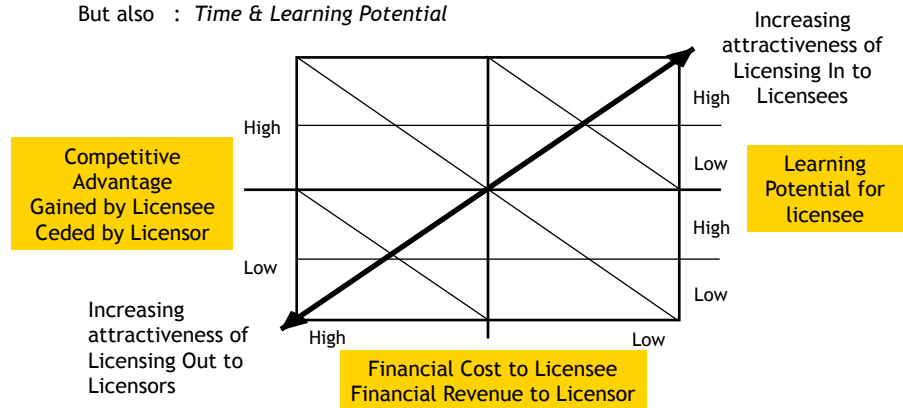 But also : Time & Learning Potential
Increasing
attractiveness of
Licensing In to
Licensees
High
High
Low
Competitive
Advantage
Gained by Licensee
Ceded by Licensor
Learning
Potential for
licensee
High
Low
Low
Increasing
attractiveness of
Licensing Out to
Licensors
High
Low
Financial Cost to Licensee
Financial Revenue to Licensor